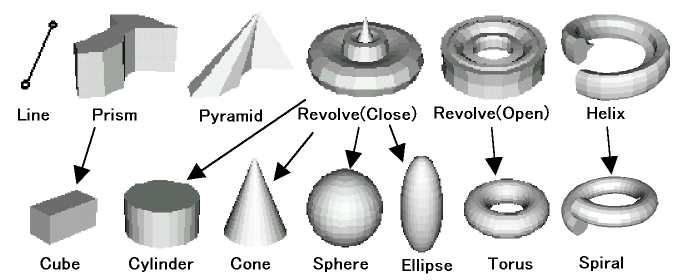 Line Prism Pyramid Revolve(Close) Revolve(Open) Helix
Cube Cylinder Cone Sphere Ellipse Torus Spiral